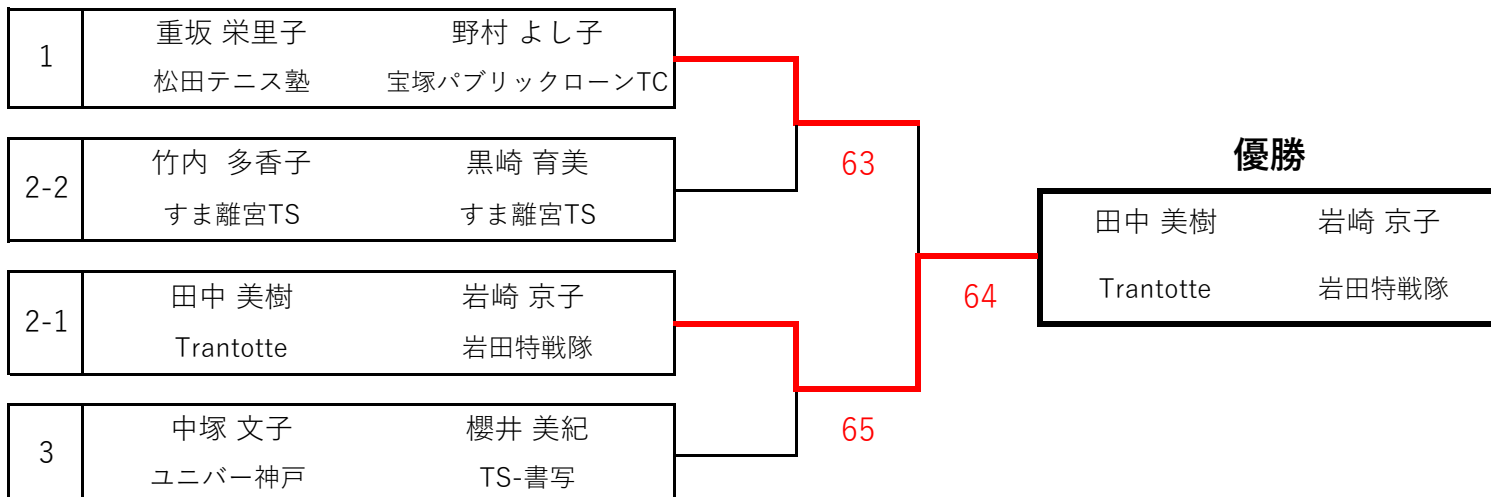 1
重坂 栄里子 野村 よし子
松田テニス塾 宝塚パブリックローンTC
2-2
竹内 多香子 黒崎 育美
すま離宮TS すま離宮TS
63
優勝
田中 美樹 岩崎 京子
Trantotte 岩田特戦隊
64
2-1
田中 美樹 岩崎 京子
Trantotte 岩田特戦隊
65
3
中塚 文子 櫻井 美紀
ユニバー神戸 TS-書写